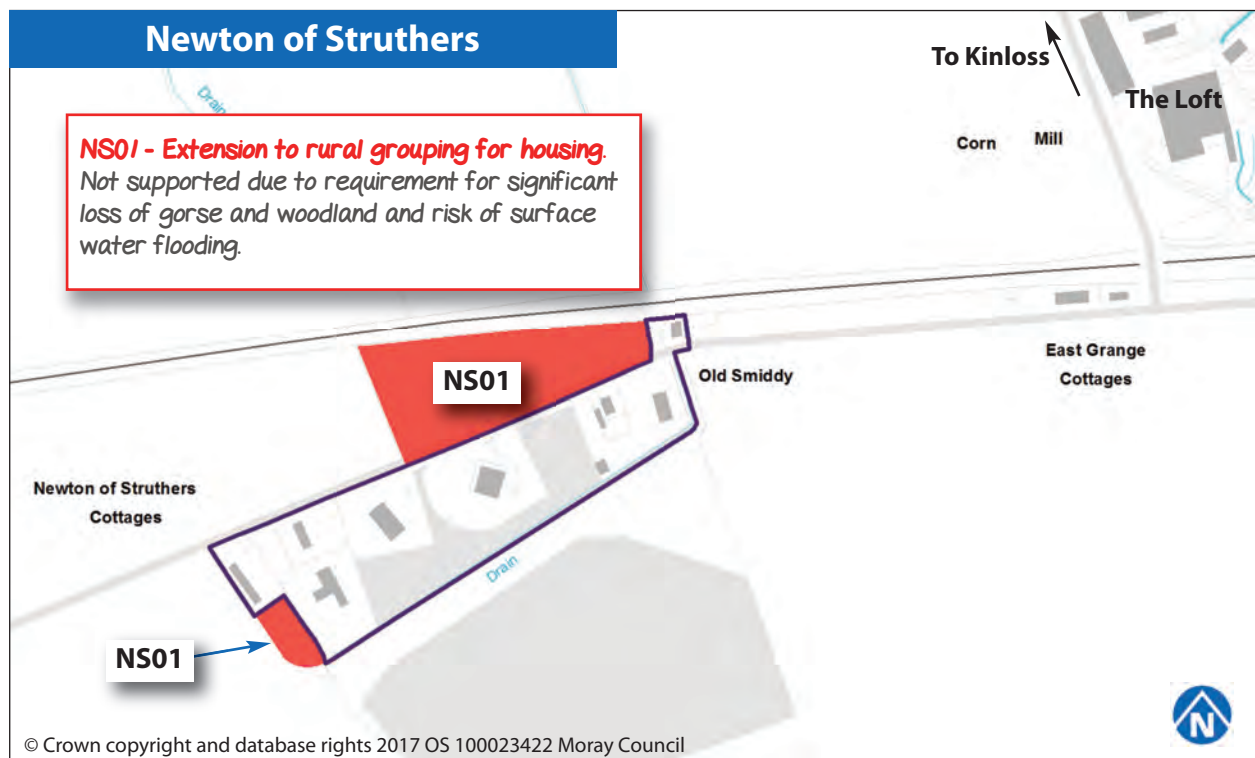 Newton of Struthers
To Kinloss
The Loft
Drain
NS01 - Extension to rural grouping for housing.
Not supported due to requirement for significant
loss of gorse and woodland and risk of surface
water flooding.
Corn Mill
NS01
Old Smiddy
East Grange
Cottages
Newton of Struthers
Cottages
Drain
NS01
N
© Crown copyright and database rights 2017 OS 100023422 Moray Council